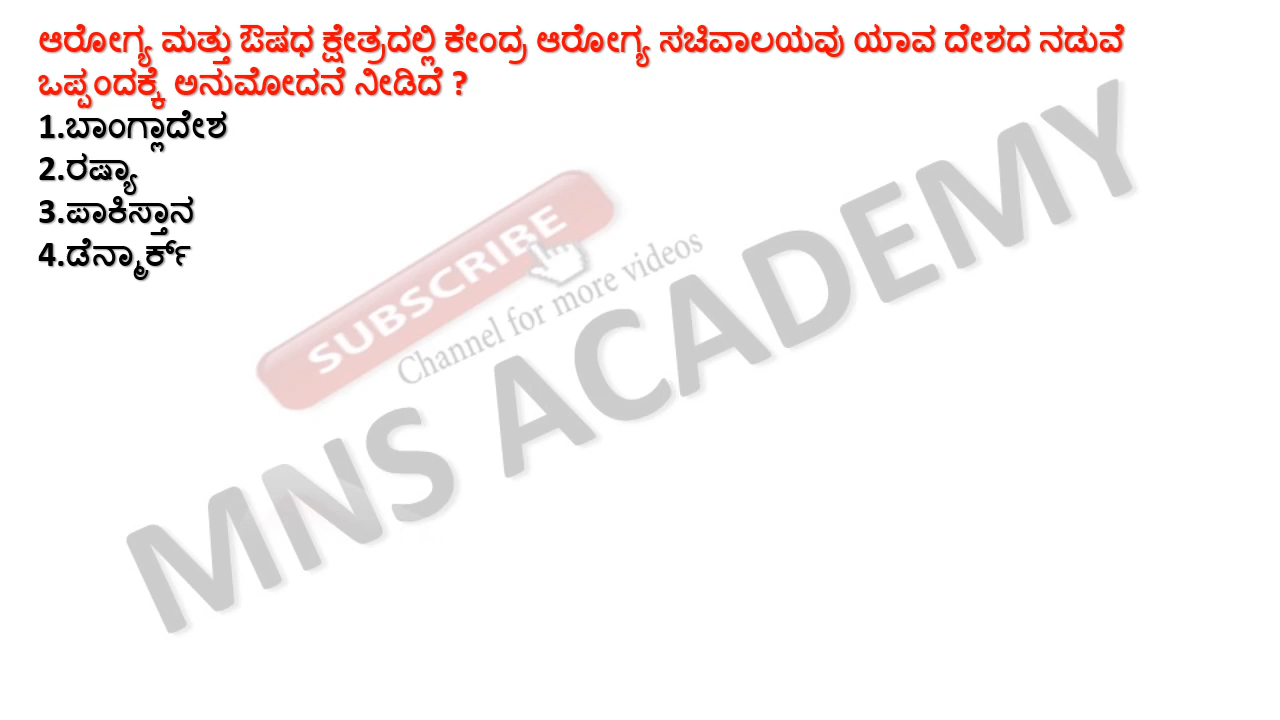 ಆರೋಗ್ಯ ಮತ್ತು ಔಷಧ ಕ್ಷೇತ್ರದಲ್ಲಿ ಕೇಂದ್ರ ಆರೋಗ್ಯ ಸಚಿವಾಲಯವು ಯಾವ ದೇಶದ ನಡುವೆ
ಒಪ್ಪಂದಕ್ಕೆ ಅನುಮೋದನೆ ನೀಡಿದೆ ?
1.ಬಾಂಗ್ಲಾದೇಶ
2.ರಷ್ಯಾ
3.ಪಾಕಿಸ್ತಾನ
4.ಡೆನ್ಮಾರ್ಕ್
SUBSCRIBE
Channel for more videos
MNS ACADEMY